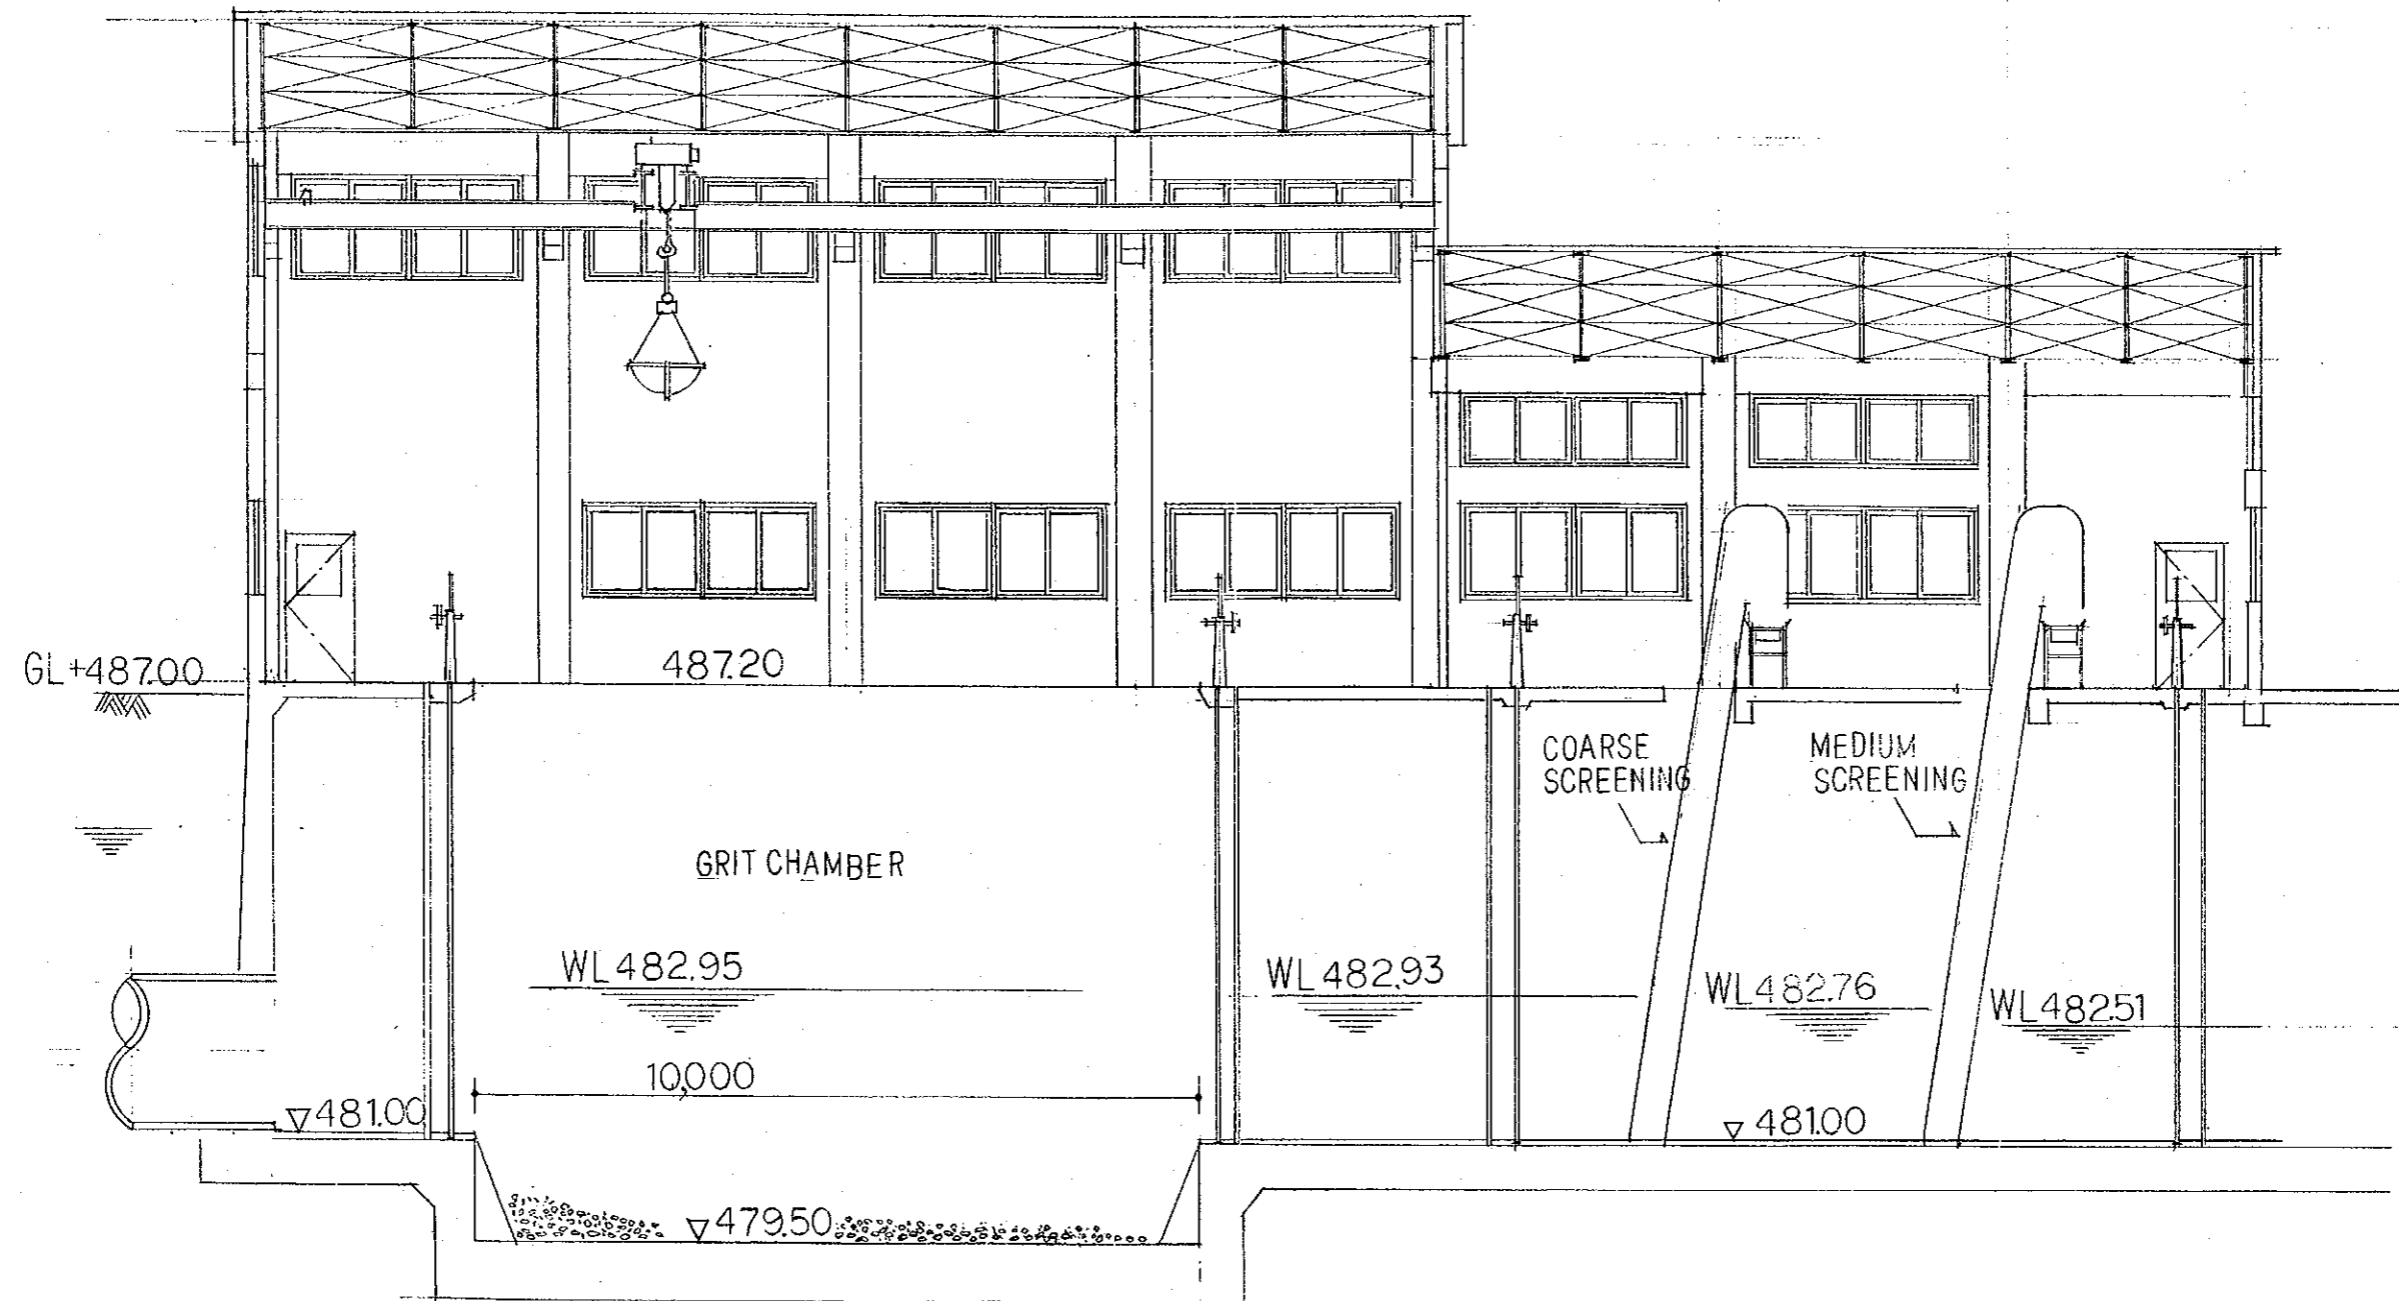 GL+487.00
487.20
COARSE
SCREENING
MEDIUM
SCREENING
GRIT CHAMBER
WL 482.95
WL 482.93
WL 482.76
WL 482.51
10,000
▽481.00
▽ 481.00
▽479.50